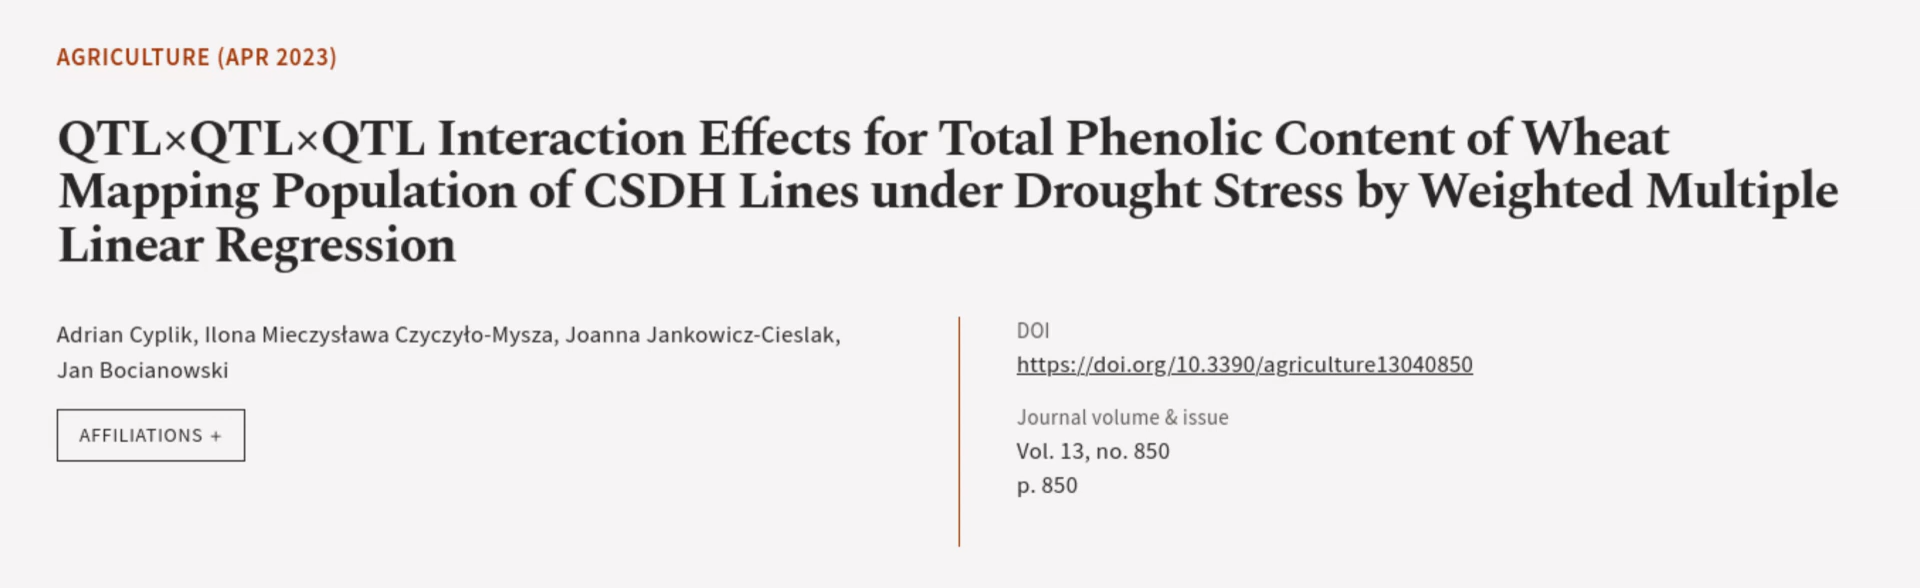 AGRICULTURE (APR 2023)
QTL×QTL×QTL Interaction Effects for Total Phenolic Content of Wheat
Mapping Population of CSDH Lines under Drought Stress by Weighted Multiple
Linear Regression
Adrian Cyplik, Ilona Mieczysława Czyczyło-Mysza, Joanna Jankowicz-Cieslak,
Jan Bocianowski
AFFILIATIONS +
DOI
https://doi.org/10.3390/agriculture13040850
Journal volume & issue
Vol. 13, no. 850
p. 850